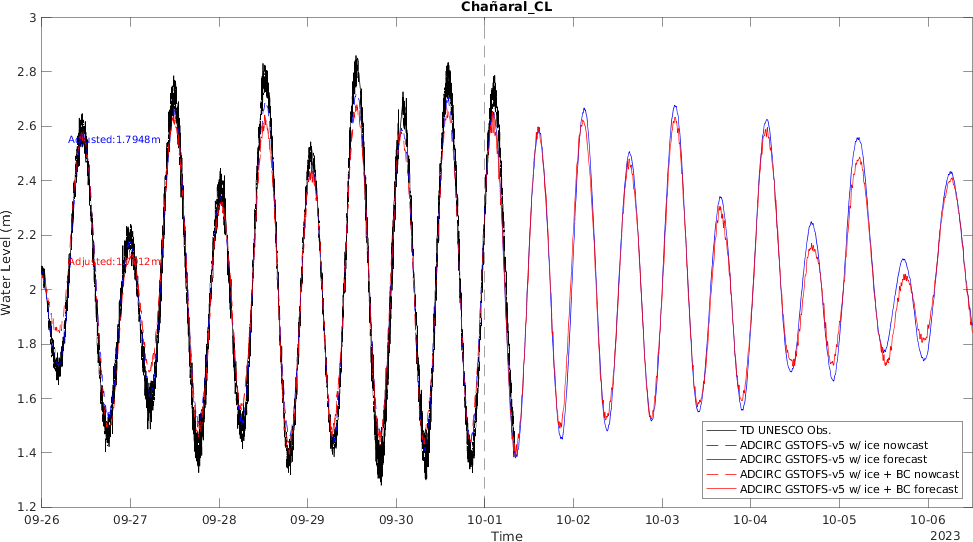 Chañaral_CL
3
2.8
2.6
2.4
2.2
2
1.8
1.6
1.4
1.2
Water Level (m)
Adjusted:1.7948m
TD UNESCO Obs.
ADCIRC GSTOFS-v5 w/ ice nowcast
ADCIRC GSTOFS-v5 w/ ice forecast
ADCIRC GSTOFS-v5 w/ ice + BC nowcast
ADCIRC GSTOFS-v5 w/ ice + BC forecast
09-26 09-27 09-28 09-29 09-30 10-01 10-02 10-03 10-04 10-05 10-06
2023
Time